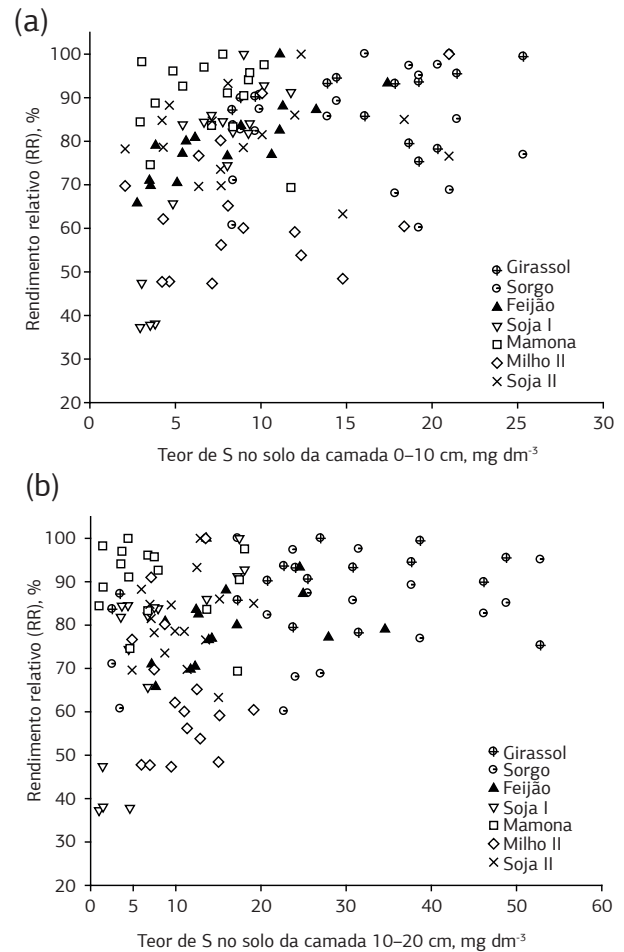 (a)
Rendimento relativo (RR), %
100
90
80
70
60
50
40
30
20
0 5 10 15 20 25 30
Girassol
Sorgo
Feijão
Soja I
Mamona
Milho II
Soja II
Teor de S no solo da camada 0–10 cm, mg dm-3
(b)
Rendimento relativo (RR), %
100
90
80
70
60
50
40
30
20
0 5 10 20 30 40 50 60
Girassol
Sorgo
Feijão
Soja I
Mamona
Milho II
Soja II
Teor de S no solo da camada 10–20 cm, mg dm-3